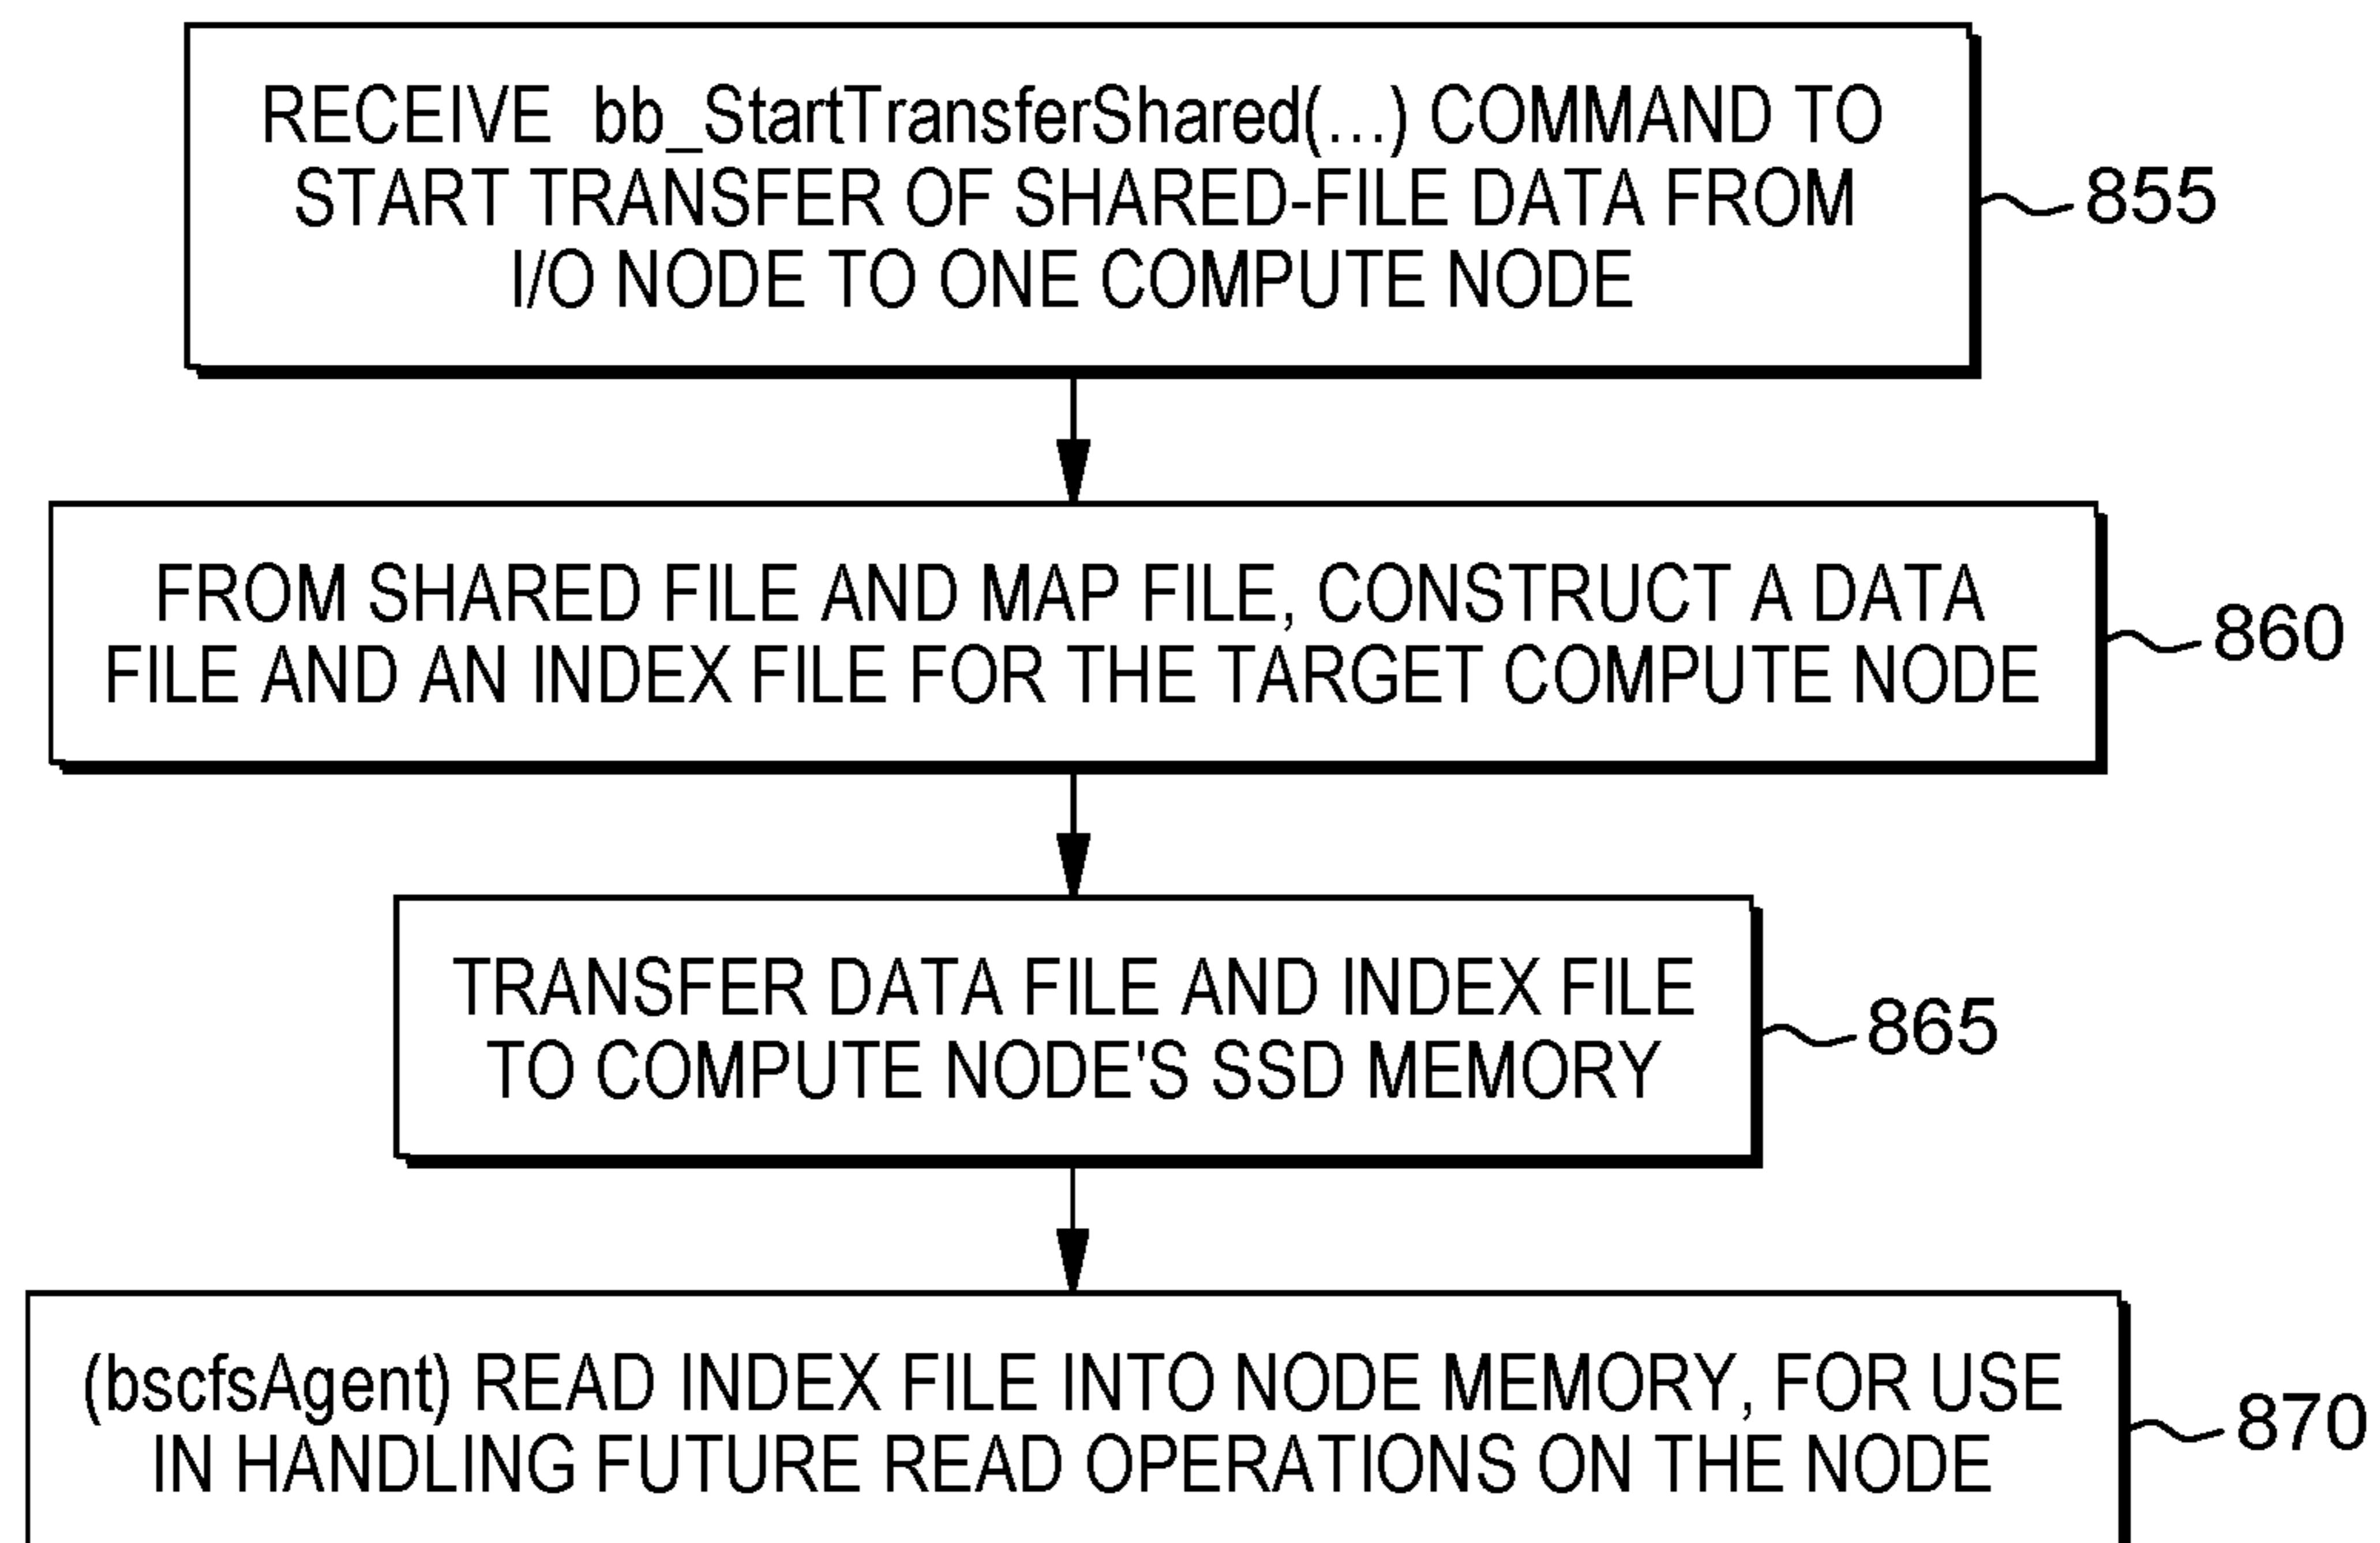 RECEIVE bb_StartTransferShared(...) COMMAND TO
START TRANSFER OF SHARED-FILE DATA FROM
I/O NODE TO ONE COMPUTE NODE
855
FROM SHARED FILE AND MAP FILE, CONSTRUCT A DATA
FILE AND AN INDEX FILE FOR THE TARGET COMPUTE NODE
860
TRANSFER DATA FILE AND INDEX FILE
TO COMPUTE NODE'S SSD MEMORY
865
(bscfsAgent) READ INDEX FILE INTO NODE MEMORY, FOR USE
IN HANDLING FUTURE READ OPERATIONS ON THE NODE
870